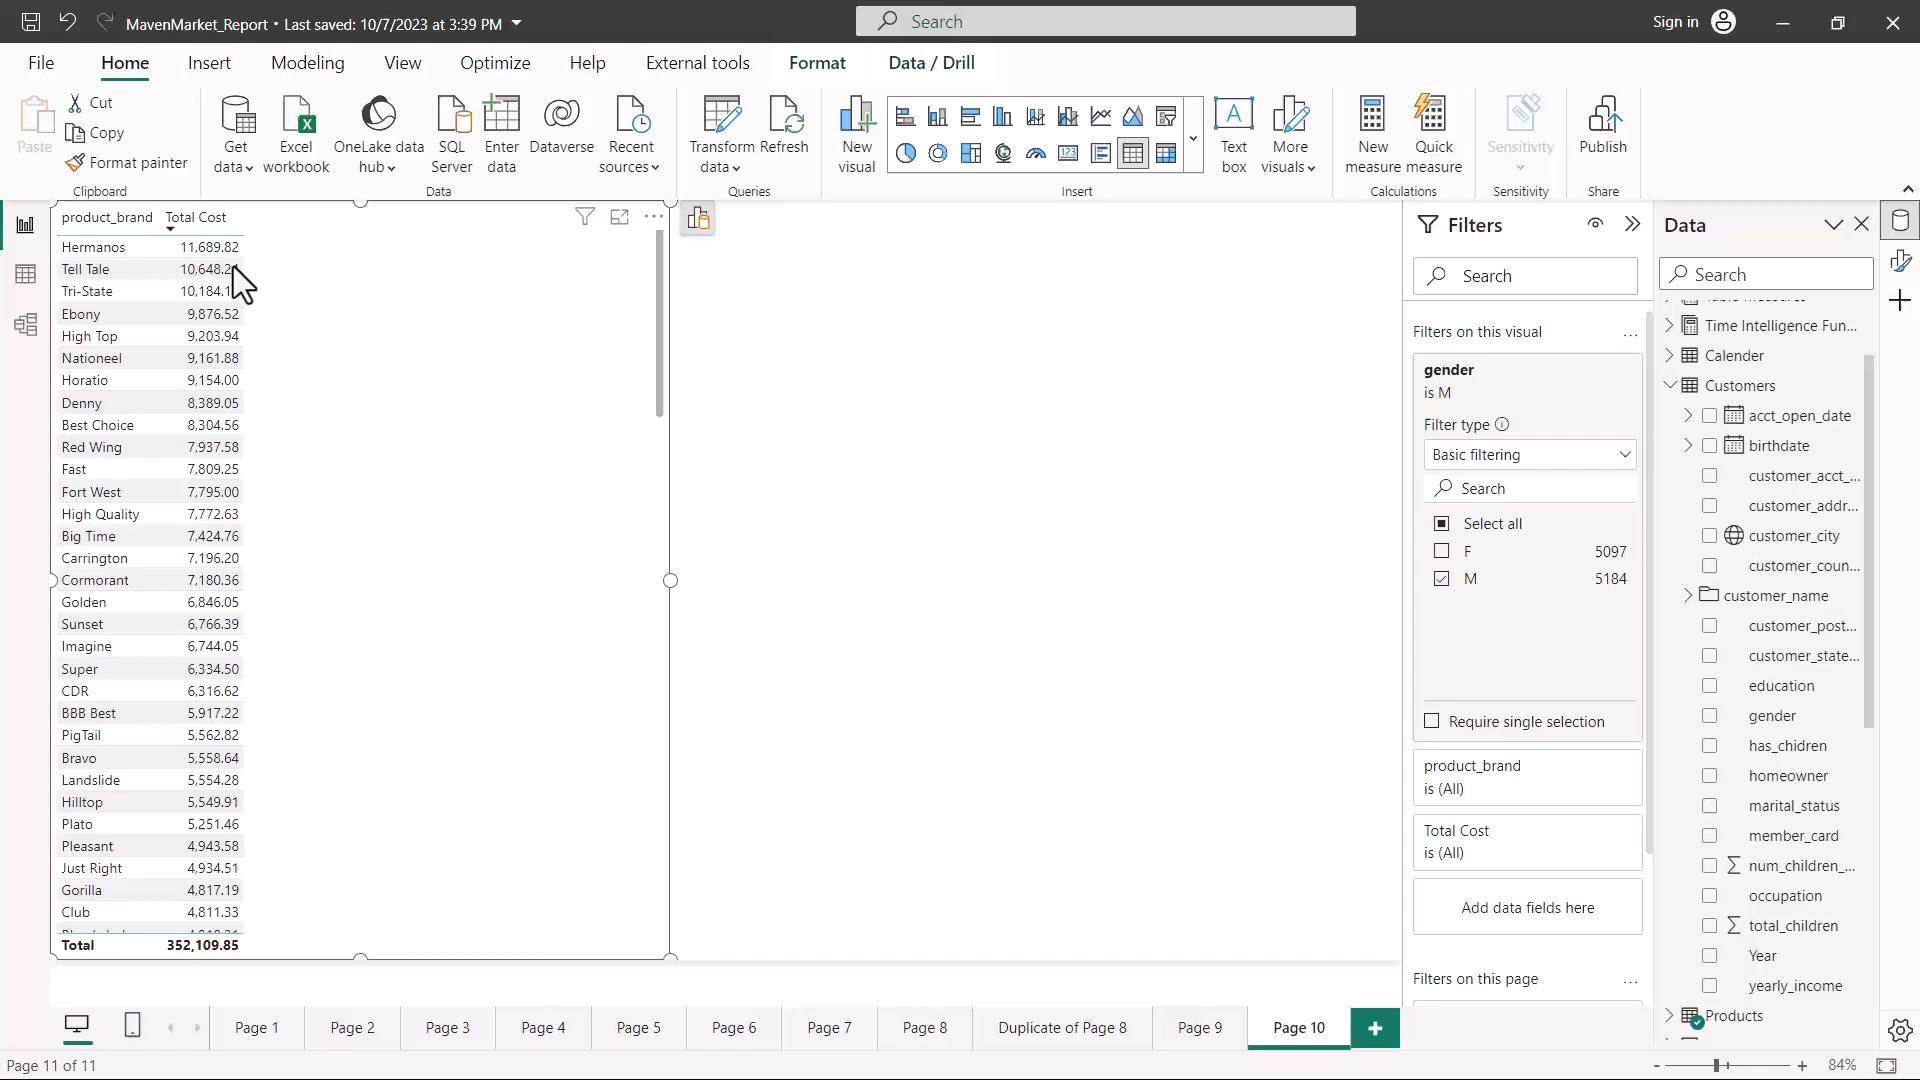 MavenMarket_Report • Last saved: 10/7/2023 at 3:39 PM
Search
Sign in
File
Home
Insert
Modeling
View
Optimize
Help
External tools
Format
Data / Drill
Paste
Cut
Copy
Format painter
Clipboard
Get data
Excel workbook
OneLake data hub
SQL Server
Enter data
Dataverse
Recent sources
Data
Transform data
Refresh
Queries
New visual
Text box
More visuals
Insert
New measure
Quick measure
Calculations
Sensitivity
Sensitivity
Publish
Share
product_brand Total Cost
Hermanos 11,689.82
Tell Tale 10,648.2
Tri-State 10,184.1
Ebony 9,876.52
High Top 9,203.94
Nationeel 9,161.88
Horatio 9,154.00
Denny 8,389.05
Best Choice 8,304.56
Red Wing 7,937.58
Fast 7,809.25
Fort West 7,795.00
High Quality 7,772.63
Big Time 7,424.76
Carrington 7,196.20
Cormorant 7,180.36
Golden 6,846.05
Sunset 6,766.39
Imagine 6,744.05
Super 6,334.50
CDR 6,316.62
BBB Best 5,917.22
PigTail 5,562.82
Bravo 5,558.64
Landslide 5,554.28
Hilltop 5,549.91
Plato 5,251.46
Pleasant 4,943.58
Just Right 4,934.51
Gorilla 4,817.19
Club 4,811.33
Total 352,109.85
Filters
Search
Filters on this visual ...
gender
is M
Filter type
Basic filtering
Search
Select all
F 5097
M 5184
Require single selection
product_brand
is (All)
Total Cost
is (All)
Add data fields here
Filters on this page ...
Data
Search
Time Intelligence Fun...
Calender
Customers
acct_open_date
birthdate
customer_acct_...
customer_addr...
customer_city
customer_coun...
customer_name
customer_post...
customer_state...
education
gender
has_chidren
homeowner
marital_status
member_card
num_children_...
occupation
total_children
Year
yearly_income
Products
Page 1
Page 2
Page 3
Page 4
Page 5
Page 6
Page 7
Page 8
Duplicate of Page 8
Page 9
Page 10
Page 11 of 11
84%